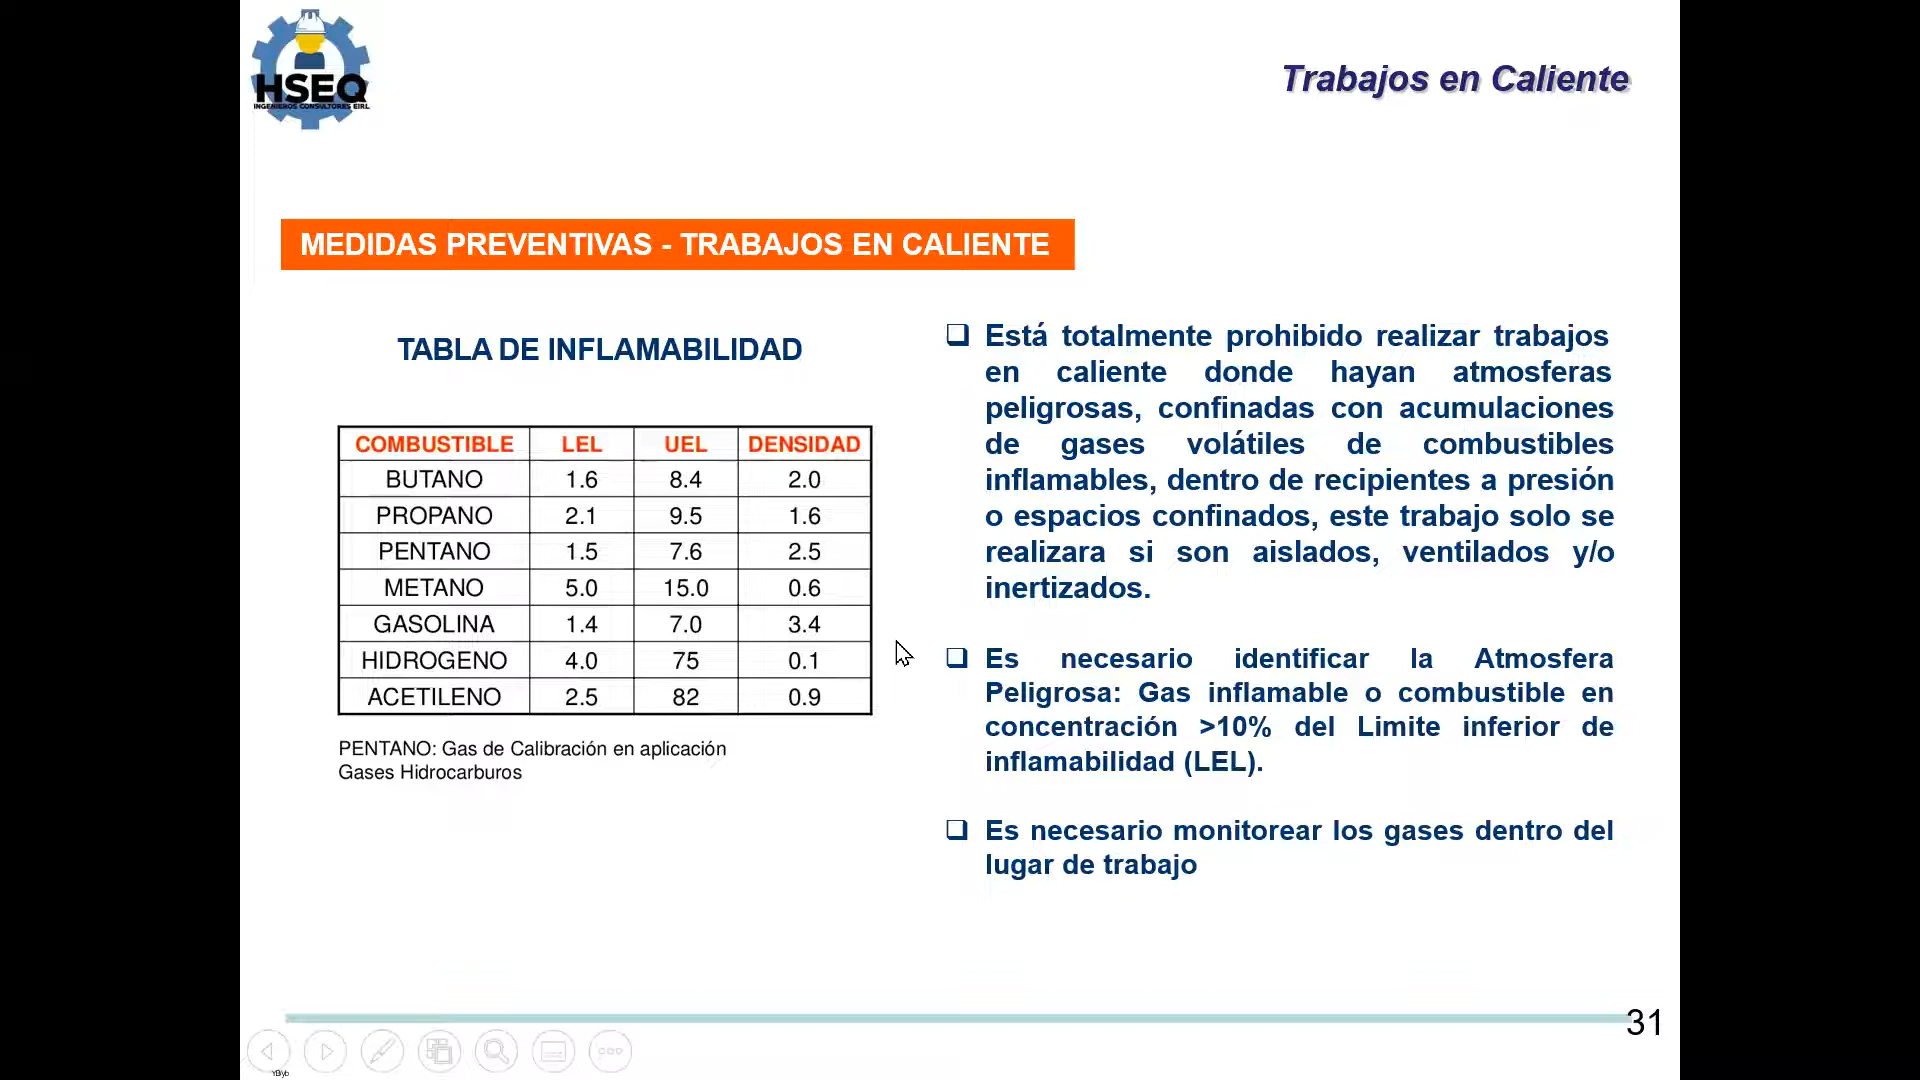 HSEQ
INGENIEROS CONSULTORES EIRL
Trabajos en Caliente
MEDIDAS PREVENTIVAS - TRABAJOS EN CALIENTE
TABLA DE INFLAMABILIDAD
COMBUSTIBLE LEL UEL DENSIDAD
BUTANO 1.6 8.4 2.0
PROPANO 2.1 9.5 1.6
PENTANO 1.5 7.6 2.5
METANO 5.0 15.0 0.6
GASOLINA 1.4 7.0 3.4
HIDROGENO 4.0 75 0.1
ACETILENO 2.5 82 0.9
PENTANO: Gas de Calibración en aplicación
Gases Hidrocarburos
❑ Está totalmente prohibido realizar trabajos
en caliente donde hayan atmosferas
peligrosas, confinadas con acumulaciones
de gases volátiles de combustibles
inflamables, dentro de recipientes a presión
o espacios confinados, este trabajo solo se
realizara si son aislados, ventilados y/o
inertizados.
❑ Es necesario identificar la Atmosfera
Peligrosa: Gas inflamable o combustible en
concentración >10% del Limite inferior de
inflamabilidad (LEL).
❑ Es necesario monitorear los gases dentro del
lugar de trabajo
31